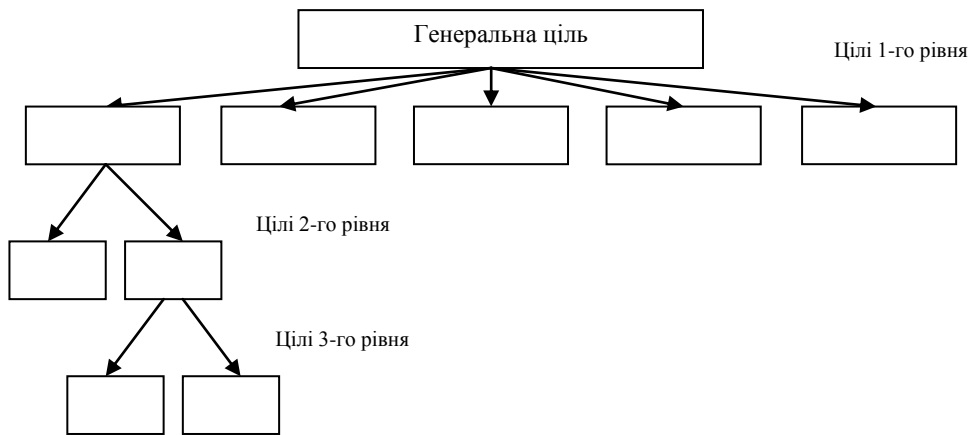 Генеральна ціль
Цілі 1-го рівня
Цілі 2-го рівня
Цілі 3-го рівня